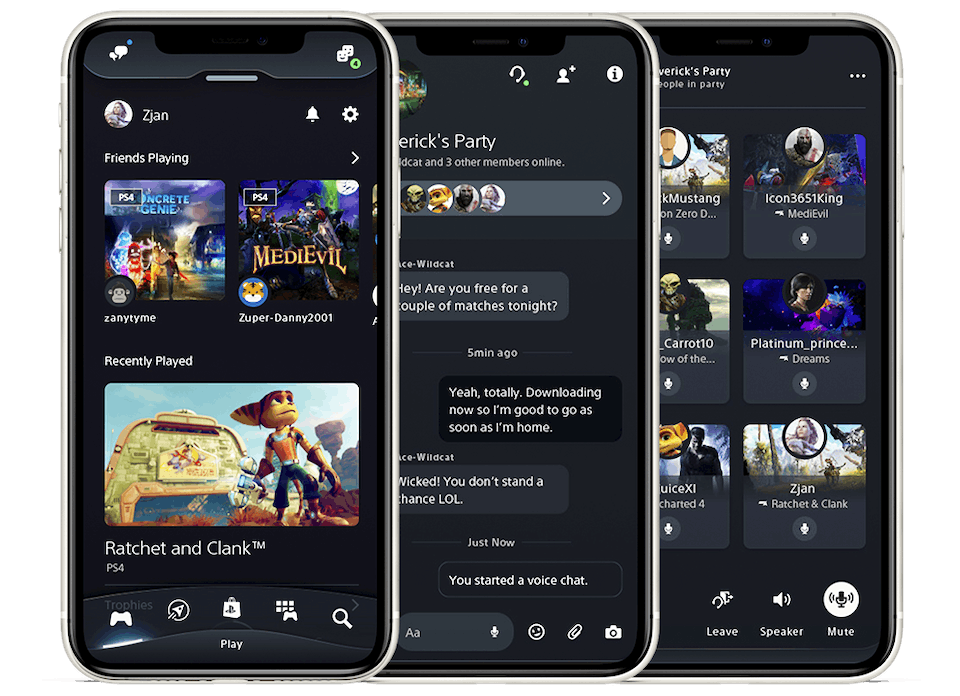 4
Zjan
Friends Playing
PS4
CONCRETE
GENIE
PS4
MEDIEVIL
zanytyme
Zuper-Danny2001
A
Recently Played
Ratchet and Clank™
PS4
Trophies
Play
erick's Party
ldcat and 3 other members online.
Ace-Wildcat
Hey! Are you free for a
couple of matches tonight?
5min ago
Yeah, totally. Downloading
now so I'm good to go as
soon as I'm home.
Ace-Wildcat
Wicked! You don't stand a
chance LOL.
Just Now
You started a voice chat.
Aa
verick's Party
eople in party
ckMustang
on Zero D...
Icon3651King
MediEvil
_Carrot10
ow of the...
Platinum_prince...
Dreams
uiceXI
charted 4
Zjan
Ratchet & Clank
Leave
Speaker
Mute